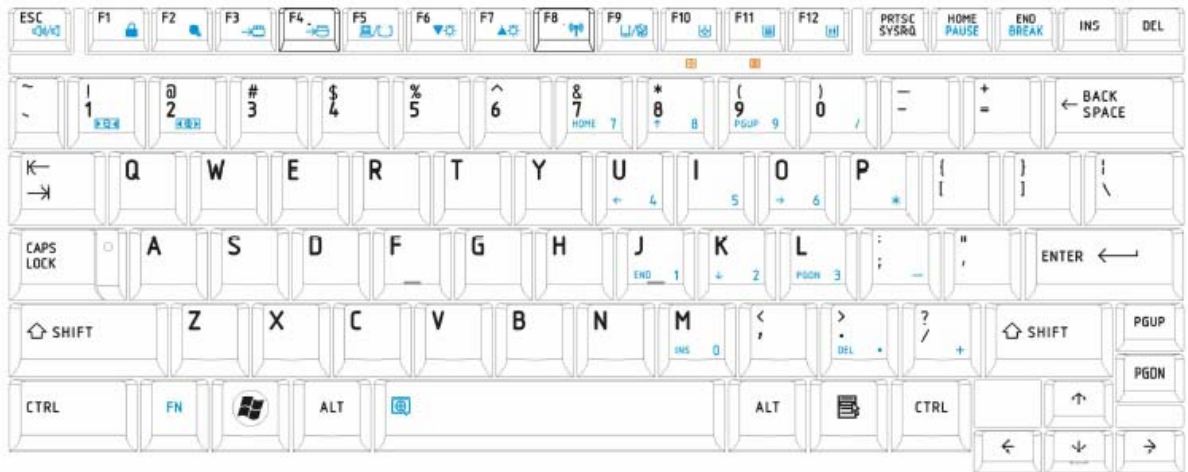 ESC F1 F2 F3 F4 F5 F6 F7 F8 F9 F10 F11 F12 PRTSC SYSRQ HOME PAUSE END BREAK INS DEL
~ ` ! 1 @ 2 # 3 $ 4 % 5 ^ 6 & 7 HOME 7 * 8 ↑ 8 ( 9 PGUP 9 ) 0 / — - + = ← BACK SPACE
Q W E R T Y U ← 4 I 5 O → 6 P * { [ } ] ¦ \
CAPS LOCK A S D F G H J END 1 K ↓ 2 L PGDN 3 : ; — " ' ENTER
SHIFT Z X C V B N M INS 0 < , > . DEL • ? / + SHIFT PGUP
PGDN
CTRL FN ALT ALT CTRL ↑
← ↓ →